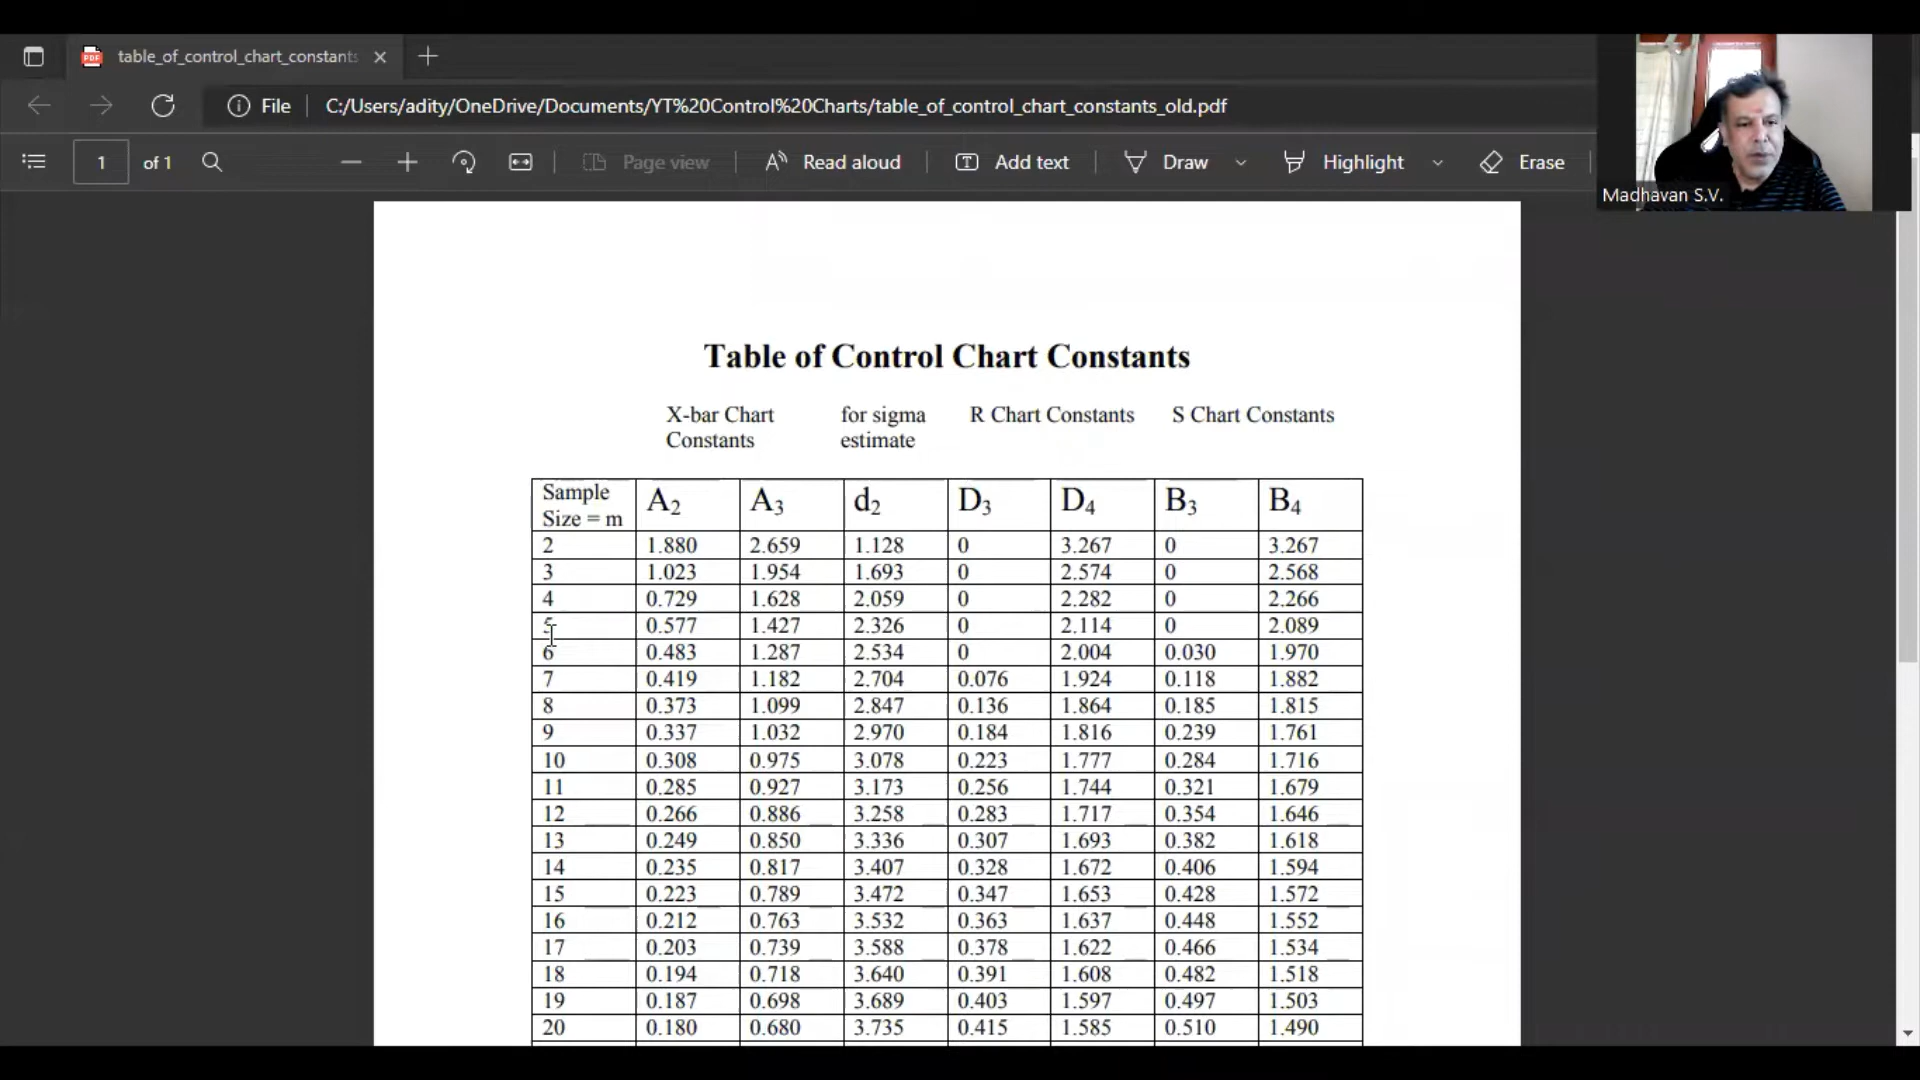 table_of_control_chart_constants
File
C:/Users/adity/OneDrive/Documents/YT%20Control%20Charts/table_of_control_chart_constants_old.pdf
1 of 1
Page view
Read aloud
Add text
Draw
Highlight
Erase
Madhavan S.V.
Table of Control Chart Constants
X-bar Chart Constants
for sigma estimate
R Chart Constants
S Chart Constants
Sample Size = m A2 A3 d2 D3 D4 B3 B4
2 1.880 2.659 1.128 0 3.267 0 3.267
3 1.023 1.954 1.693 0 2.574 0 2.568
4 0.729 1.628 2.059 0 2.282 0 2.266
5 0.577 1.427 2.326 0 2.114 0 2.089
6 0.483 1.287 2.534 0 2.004 0.030 1.970
7 0.419 1.182 2.704 0.076 1.924 0.118 1.882
8 0.373 1.099 2.847 0.136 1.864 0.185 1.815
9 0.337 1.032 2.970 0.184 1.816 0.239 1.761
10 0.308 0.975 3.078 0.223 1.777 0.284 1.716
11 0.285 0.927 3.173 0.256 1.744 0.321 1.679
12 0.266 0.886 3.258 0.283 1.717 0.354 1.646
13 0.249 0.850 3.336 0.307 1.693 0.382 1.618
14 0.235 0.817 3.407 0.328 1.672 0.406 1.594
15 0.223 0.789 3.472 0.347 1.653 0.428 1.572
16 0.212 0.763 3.532 0.363 1.637 0.448 1.552
17 0.203 0.739 3.588 0.378 1.622 0.466 1.534
18 0.194 0.718 3.640 0.391 1.608 0.482 1.518
19 0.187 0.698 3.689 0.403 1.597 0.497 1.503
20 0.180 0.680 3.735 0.415 1.585 0.510 1.490